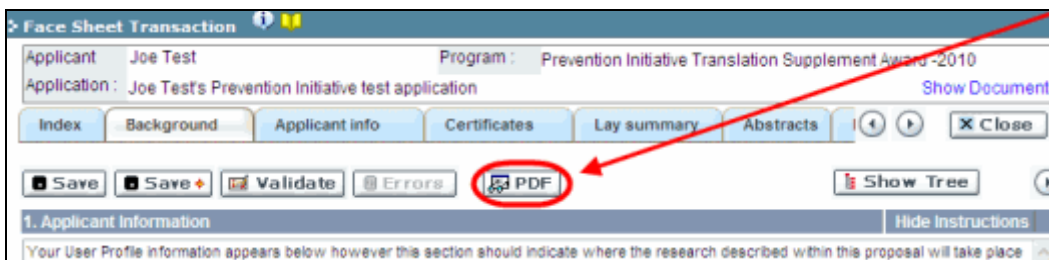 Face Sheet Transaction
Applicant Joe Test Program : Prevention Initiative Translation Supplement Award -2010
Application : Joe Test's Prevention Initiative test application Show Document
Index Background Applicant info Certificates Lay summary Abstracts Close
Save Save Validate Errors PDF Show Tree
1. Applicant Information Hide Instructions
Your User Profile information appears below however this section should indicate where the research described within this proposal will take place